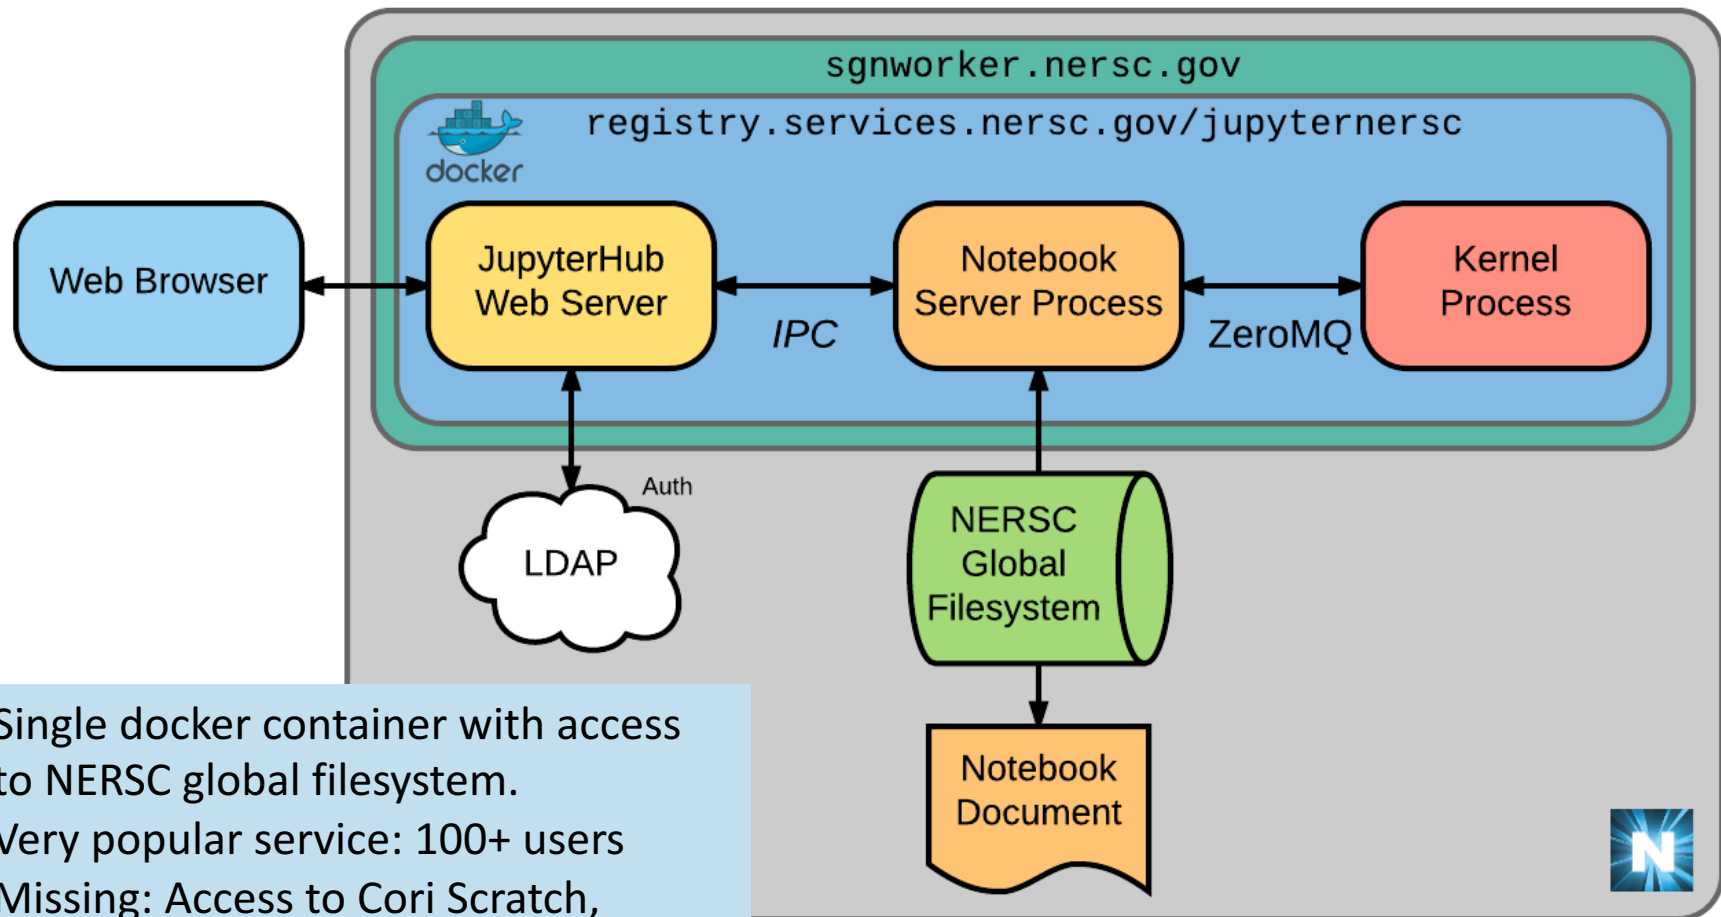 sgnworker.nersc.gov
registry.services.nersc.gov/jupyternersc
docker
Web Browser
JupyterHub
Web Server
IPC
Notebook
Server Process
ZeroMQ
Kernel
Process
Auth
LDAP
NERSC
Global
Filesystem
Notebook
Document
Single docker container with access
to NERSC global filesystem.
Very popular service: 100+ users
Missing: Access to Cori Scratch,
N